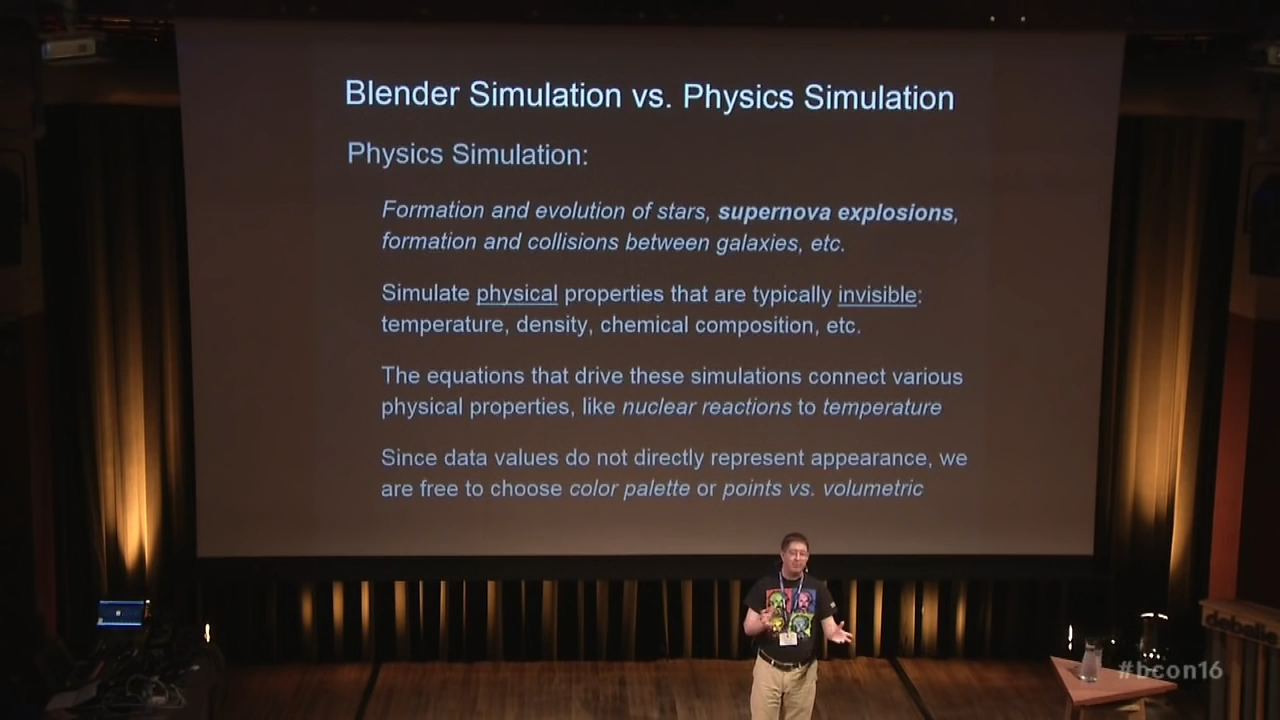 Blender Simulation vs. Physics Simulation
Physics Simulation:
Formation and evolution of stars, supernova explosions,
formation and collisions between galaxies, etc.
Simulate physical properties that are typically invisible:
temperature, density, chemical composition, etc.
The equations that drive these simulations connect various
physical properties, like nuclear reactions to temperature
Since data values do not directly represent appearance, we
are free to choose color palette or points vs. volumetric
debalie
#bcon16